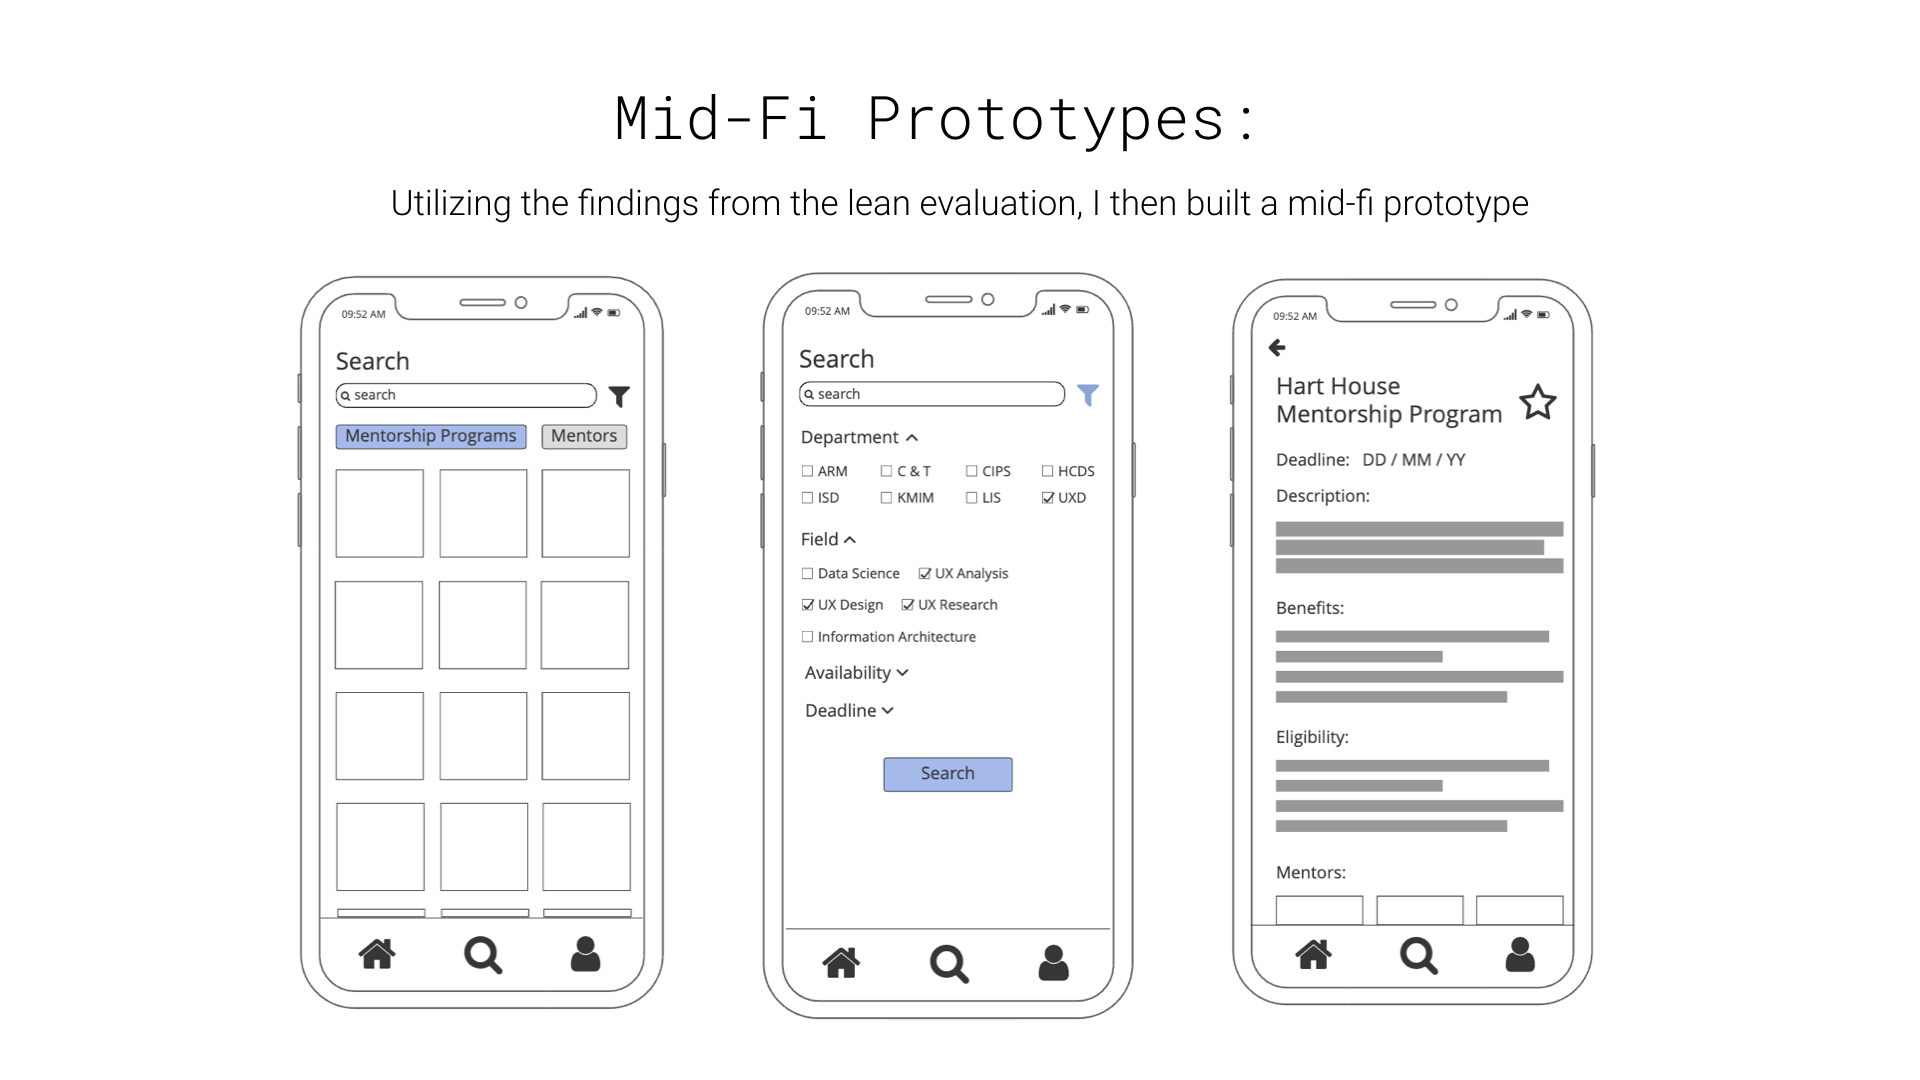 Mid-Fi Prototypes:
Utilizing the findings from the lean evaluation, I then built a mid-fi prototype
09:52 AM
Search
search
Mentorship Programs Mentors
09:52 AM
Search
search
Department
ARM C & T CIPS HCDS
ISD KMIM LIS UXD
Field
Data Science UX Analysis
UX Design UX Research
Information Architecture
Availability
Deadline
Search
09:52 AM
Hart House
Mentorship Program
Deadline: DD / MM / YY
Description:
Benefits:
Eligibility:
Mentors: